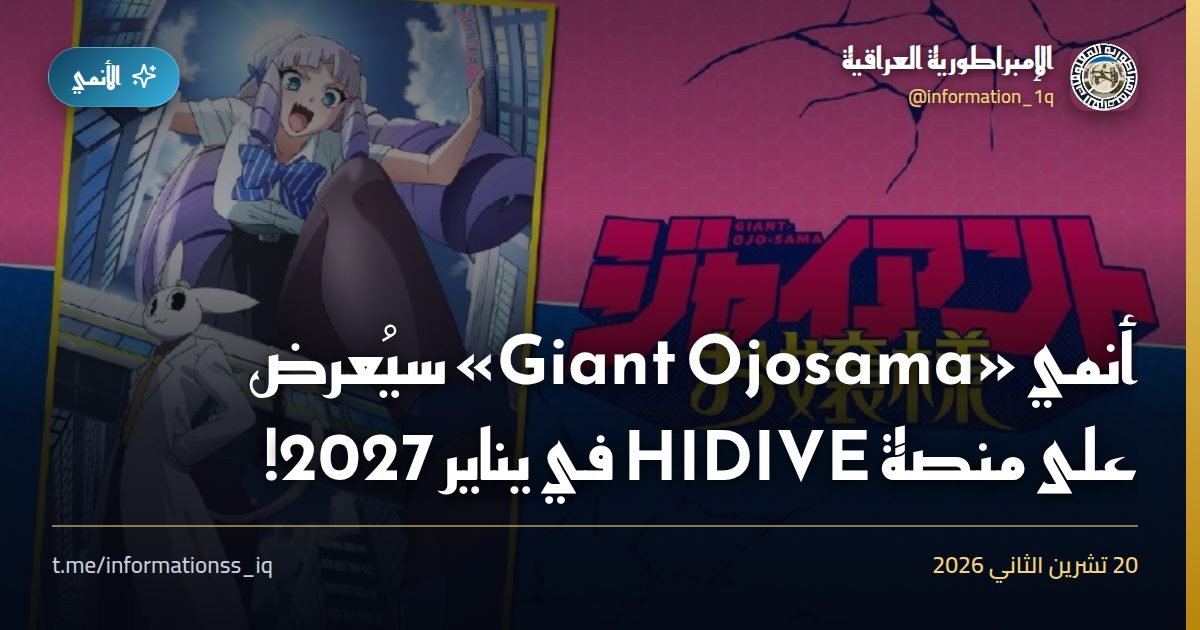 الإمبراطورية العراقية
@information_1q
الأنمي
GIANT-
OJO-SAMA
ジャイアント
お嬢様
أنمي «Giant Ojosama» سيُعرض
على منصة HIDIVE في يناير 2027!
20 تشرين الثاني 2026
t.me/informationss_iq